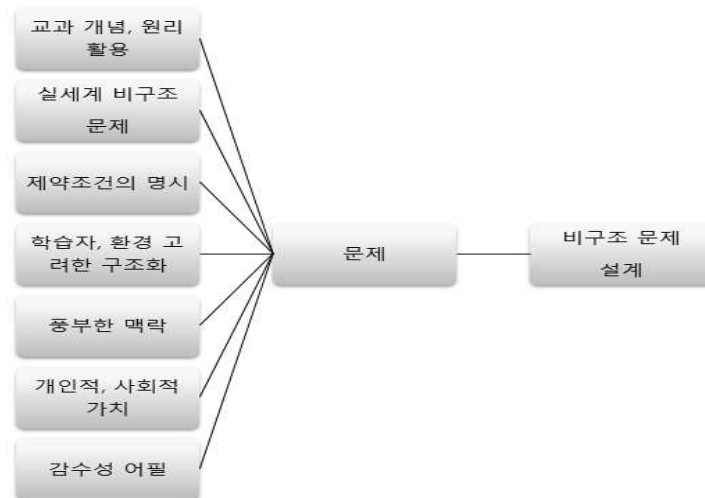 교과 개념, 원리
활용
실세계 비구조
문제
제약조건의 명시
학습자, 환경 고
려한 구조화
풍부한 맥락
개인적, 사회적
가치
감수성 어필
문제
비구조 문제
설계